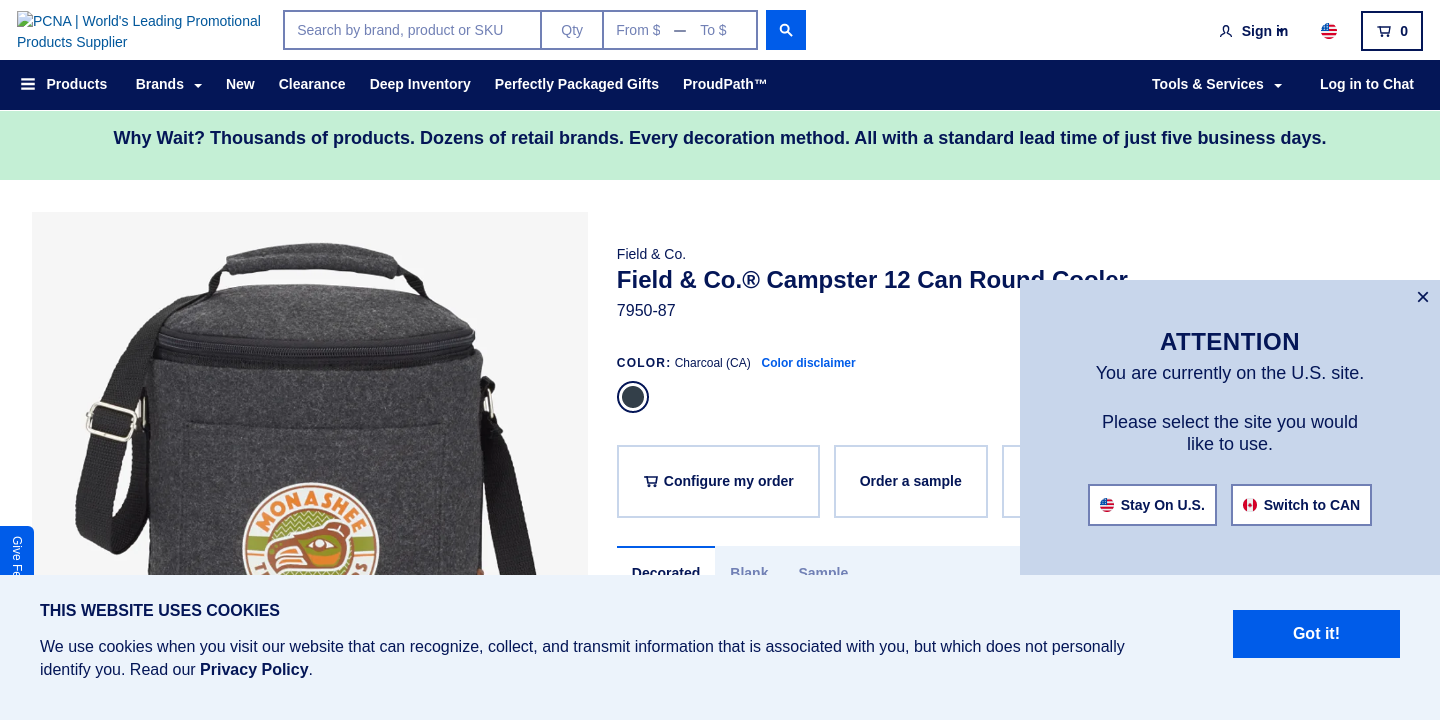 PCNA | World's Leading Promotional
Products Supplier
Search by brand, product or SKU
Qty
From $
To $
Sign in
0
Products
Brands
New
Clearance
Deep Inventory
Perfectly Packaged Gifts
ProudPath™
Tools & Services
Log in to Chat
Why Wait? Thousands of products. Dozens of retail brands. Every decoration method. All with a standard lead time of just five business days.
MONASHEE
Field & Co.
Field & Co.® Campster 12 Can Round Cooler
7950-87
COLOR: Charcoal (CA) Color disclaimer
Configure my order
Order a sample
Decorated
Blank
Sample
ATTENTION
You are currently on the U.S. site.
Please select the site you would
like to use.
Stay On U.S.
Switch to CAN
Give
THIS WEBSITE USES COOKIES
We use cookies when you visit our website that can recognize, collect, and transmit information that is associated with you, but which does not personally
identify you. Read our Privacy Policy.
Got it!